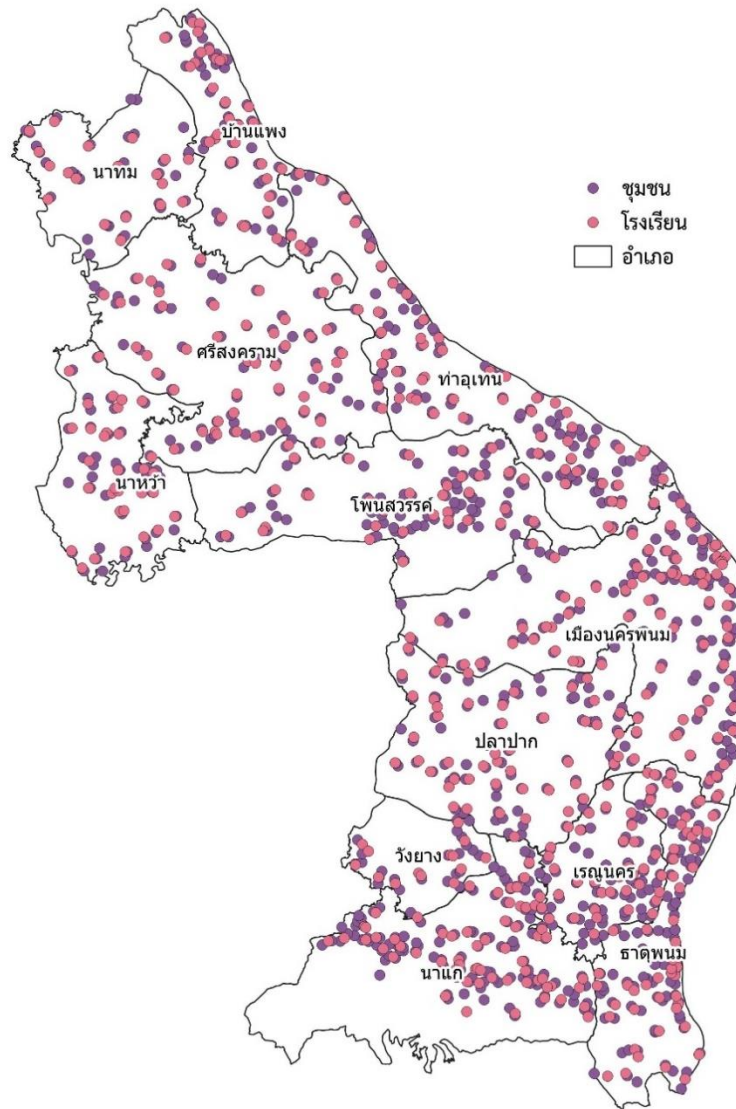 บ้านแพง
นาทม
ชุมชน
โรงเรียน
อำเภอ
ศรีสงคราม
ท่าอุเทน
นาหว้า
โพนสวรรค์
เมืองนครพนม
ปลาปาก
วังยาง
เรณูนคร
ธาตุพนม
นาแก